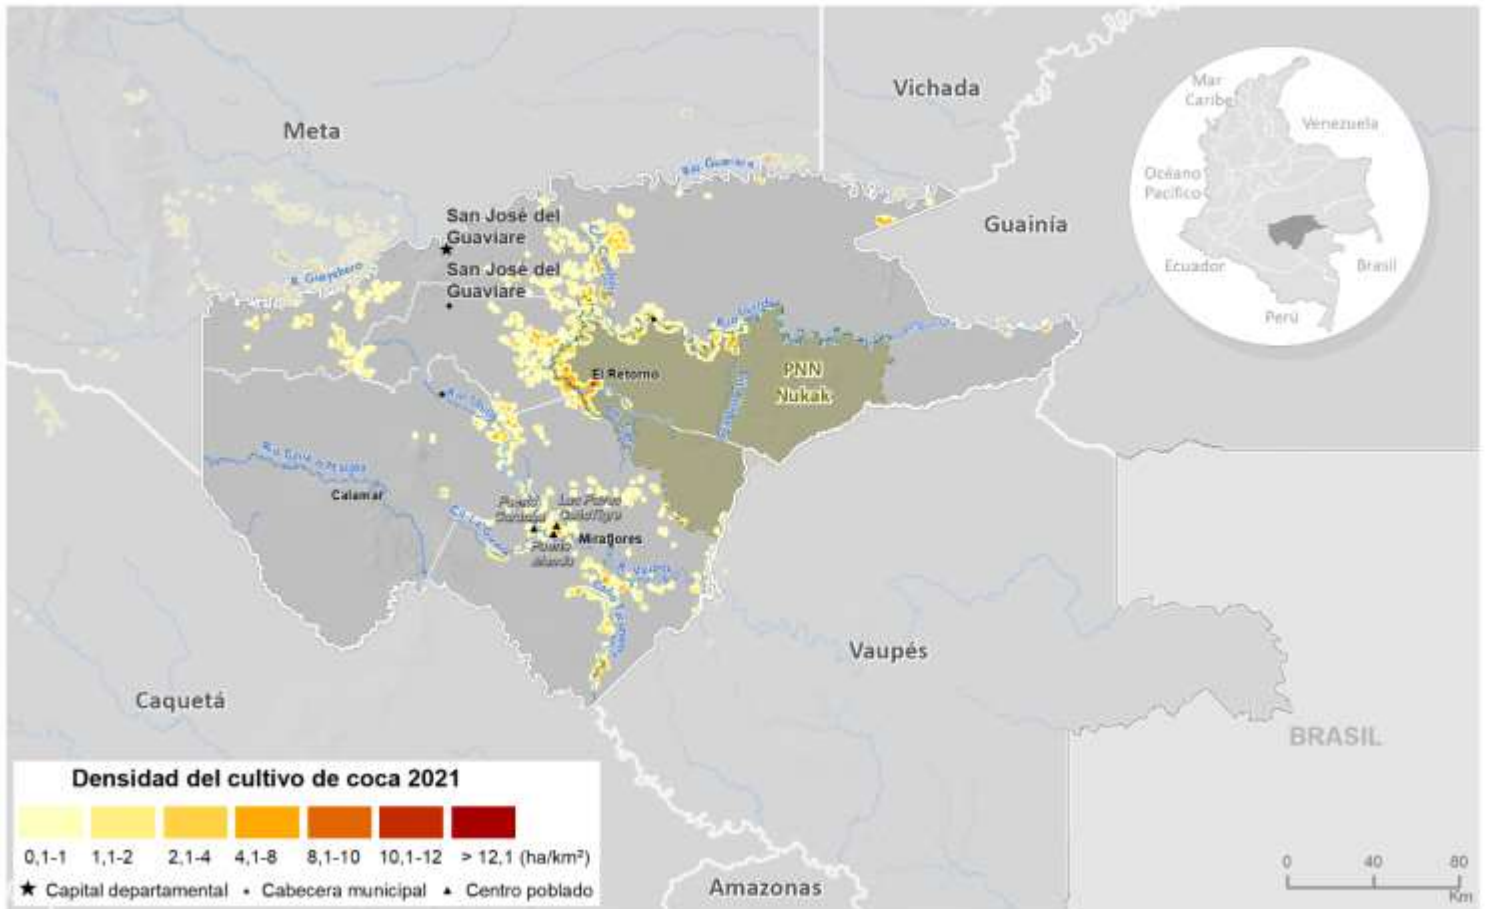 Vichada
Mar
Caribe
Venezuela
Meta
Río Guaviare
Océano
Pacífico
San José del
Guaviare
Guainía
San José del
Guaviare
R. Guayabero
Ecuador
Brasil
Perú
El Retorno
PNN
Nukak
Calamar
Puerto
Miraflores
R. Vaupés
Vaupés
Caquetá
BRASIL
Densidad del cultivo de coca 2021
0,1-1 1,1-2 2,1-4 4,1-8 8,1-10 10,1-12 > 12,1 (ha/km²)
Capital departamental Cabecera municipal Centro poblado
Amazonas
0 40 80
Km